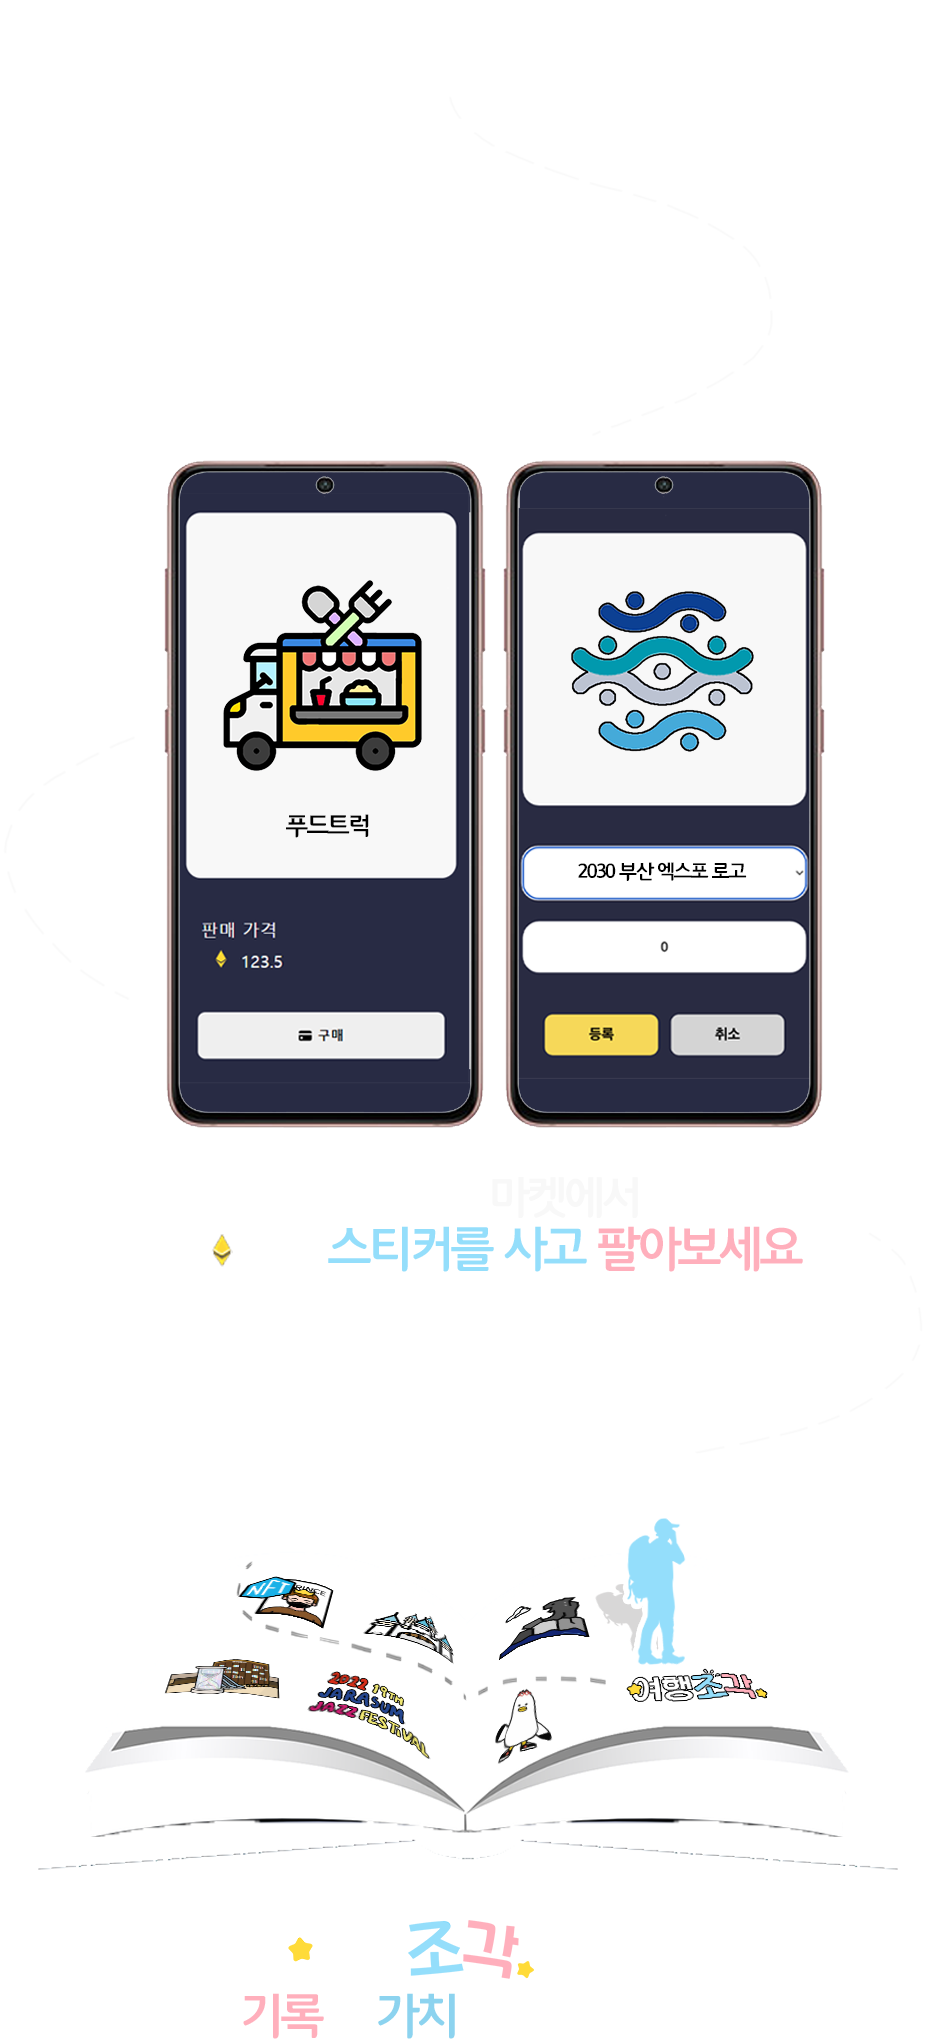 푸드트럭
판매 가격
123.5
구매
2030 부산 엑스포 로고
0
등록
취소
마켓에서
스티커를 사고 팔아보세요
NFT
RINCE
2022 19TH
JARASUM
JAZZ FESTIVAL
여행조각
조각
기록 가치